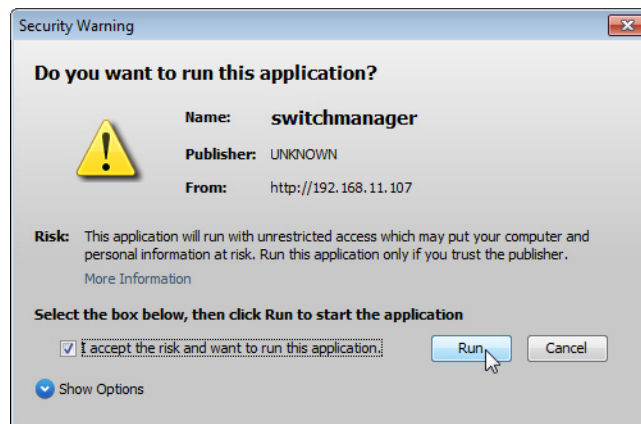 Security Warning
Do you want to run this application?
Name: switchmanager
Publisher: UNKNOWN
From: http://192.168.11.107
Risk: This application will run with unrestricted access which may put your computer and
personal information at risk. Run this application only if you trust the publisher.
More Information
Select the box below, then click Run to start the application
I accept the risk and want to run this application.
Run
Cancel
Show Options